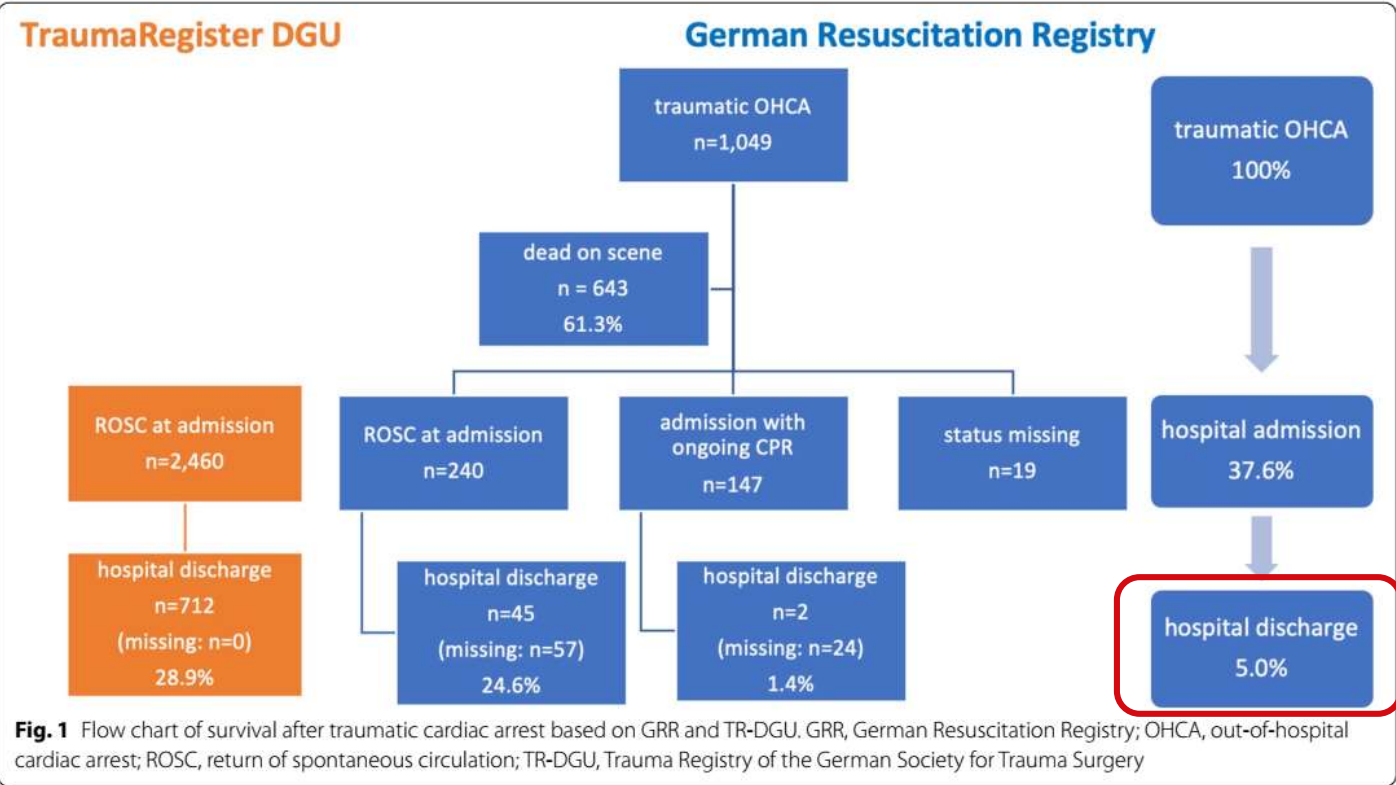 TraumaRegister DGU
German Resuscitation Registry
traumatic OHCA
n=1,049
traumatic OHCA
100%
dead on scene
n = 643
61.3%
ROSC at admission
n=2,460
ROSC at admission
n=240
admission with
ongoing CPR
n=147
status missing
n=19
hospital admission
37.6%
hospital discharge
n=712
(missing: n=0)
28.9%
hospital discharge
n=45
(missing: n=57)
24.6%
hospital discharge
n=2
(missing: n=24)
1.4%
hospital discharge
5.0%
Fig. 1 Flow chart of survival after traumatic cardiac arrest based on GRR and TR-DGU. GRR, German Resuscitation Registry; OHCA, out-of-hospital
cardiac arrest; ROSC, return of spontaneous circulation; TR-DGU, Trauma Registry of the German Society for Trauma Surgery